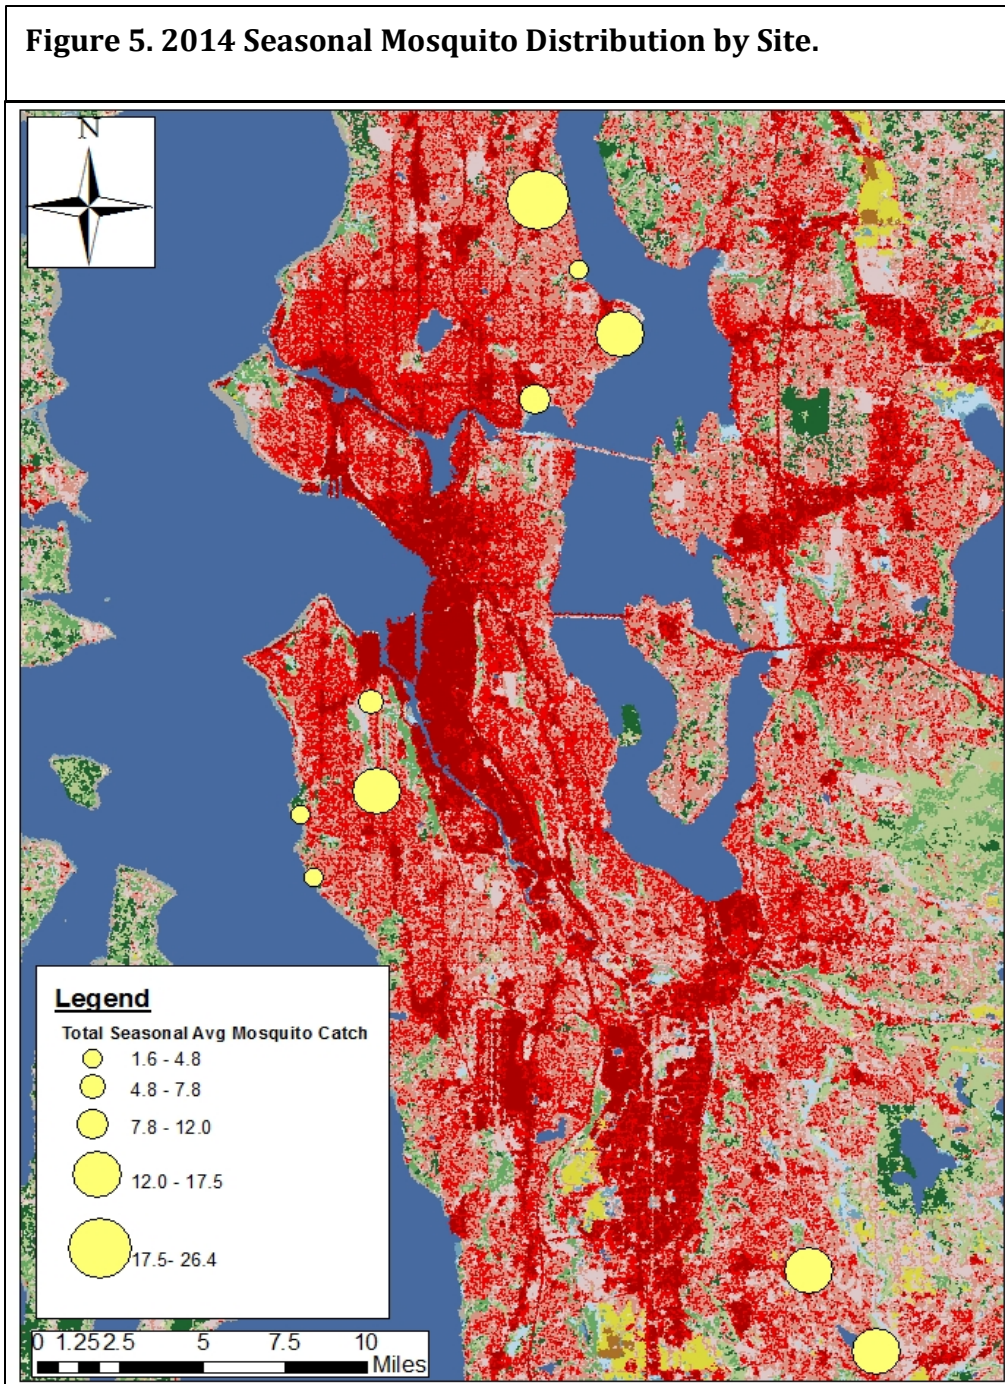 Figure 5. 2014 Seasonal Mosquito Distribution by Site.
N
Legend
Total Seasonal Avg Mosquito Catch
1.6 - 4.8
4.8 - 7.8
7.8 - 12.0
12.0 - 17.5
17.5- 26.4
0 1.25 2.5 5 7.5 10
Miles